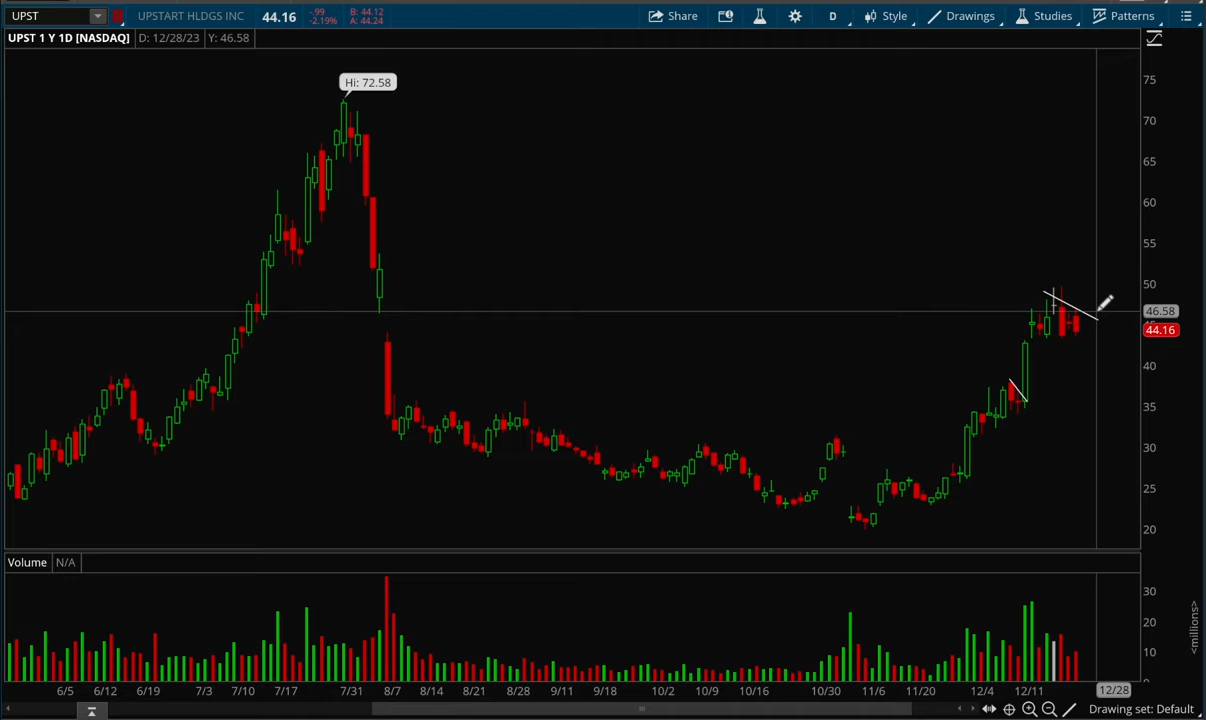 UPST UPSTART HLDGS INC 44.16 -.99 B: 44.12 Share D Style Drawings Studies Patterns
-2.19% A: 44.24
UPST 1 Y 1D [NASDAQ] D: 12/28/23 Y: 46.58
Hi: 72.58
75
70
65
60
55
50
46.58
44.16
40
35
30
25
20
Volume N/A
30
20
10
<millions>
6/5 6/12 6/19 7/3 7/10 7/17 7/31 8/7 8/14 8/21 8/28 9/11 9/18 10/2 10/9 10/16 10/30 11/6 11/20 12/4 12/11 12/28
Drawing set: Default